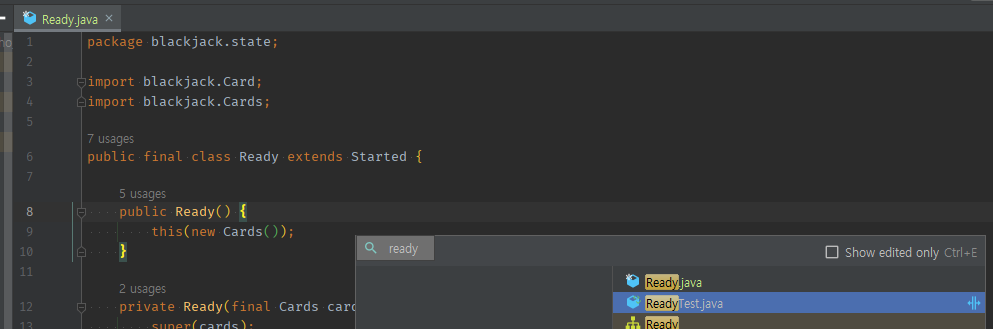 Ready.java ×
1 package blackjack.state;
2
3 import blackjack.Card;
4 import blackjack.Cards;
5
7 usages
6 public final class Ready extends Started {
7
5 usages
8 public Ready() {
9 this(new Cards());
10 }
11
2 usages
12 private Ready(final Cards card
13 super(cards);
ready
Show edited only Ctrl+E
Ready.java
ReadyTest.java
Ready